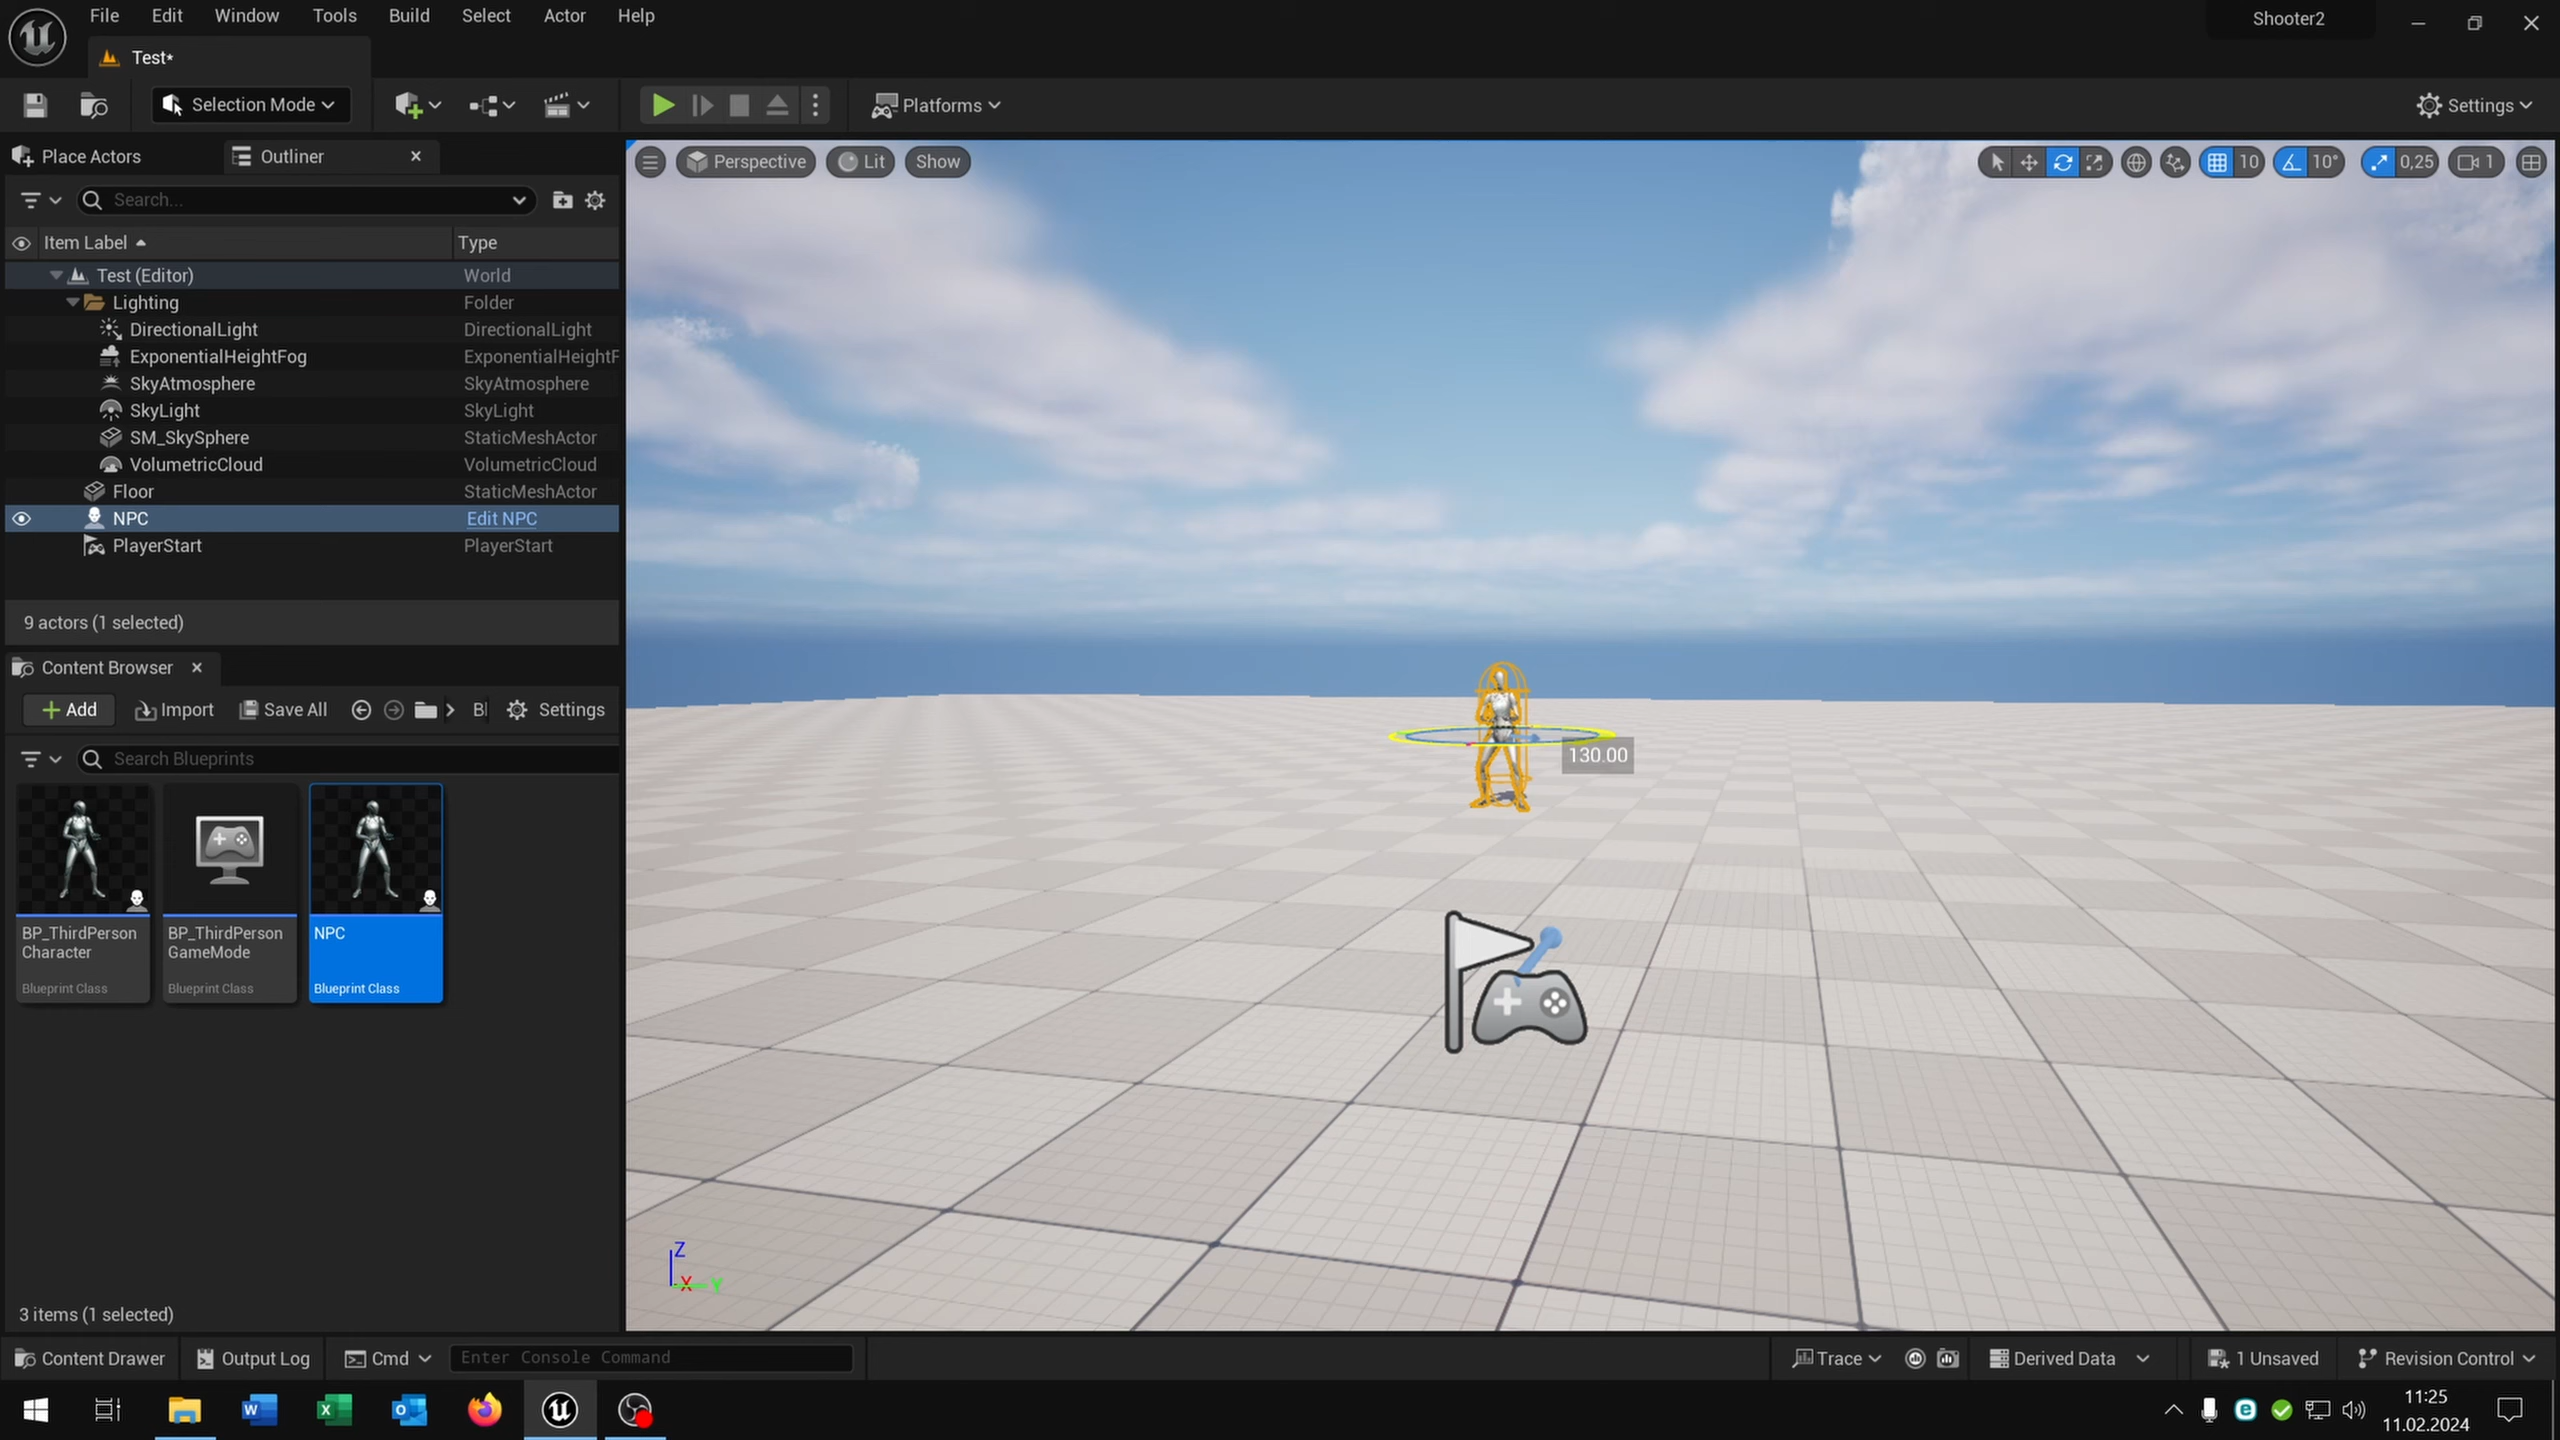 File Edit Window Tools Build Select Actor Help
Shooter2
Test*
Selection Mode
Platforms
Settings
Place Actors
Outliner
Search...
Item Label
Type
Test (Editor) World
Lighting Folder
DirectionalLight DirectionalLight
ExponentialHeightFog ExponentialHeightF
SkyAtmosphere SkyAtmosphere
SkyLight SkyLight
SM_SkySphere StaticMeshActor
VolumetricCloud VolumetricCloud
Floor StaticMeshActor
NPC Edit NPC
PlayerStart PlayerStart
9 actors (1 selected)
Perspective Lit Show
10 10° 0,25 1
130.00
Z
X Y
Content Browser
Add Import Save All Bl Settings
Search Blueprints
BP_ThirdPerson
Character
Blueprint Class
BP_ThirdPerson
GameMode
Blueprint Class
NPC
Blueprint Class
3 items (1 selected)
Content Drawer Output Log Cmd Enter Console Command Trace Derived Data 1 Unsaved Revision Control
11:25
11.02.2024